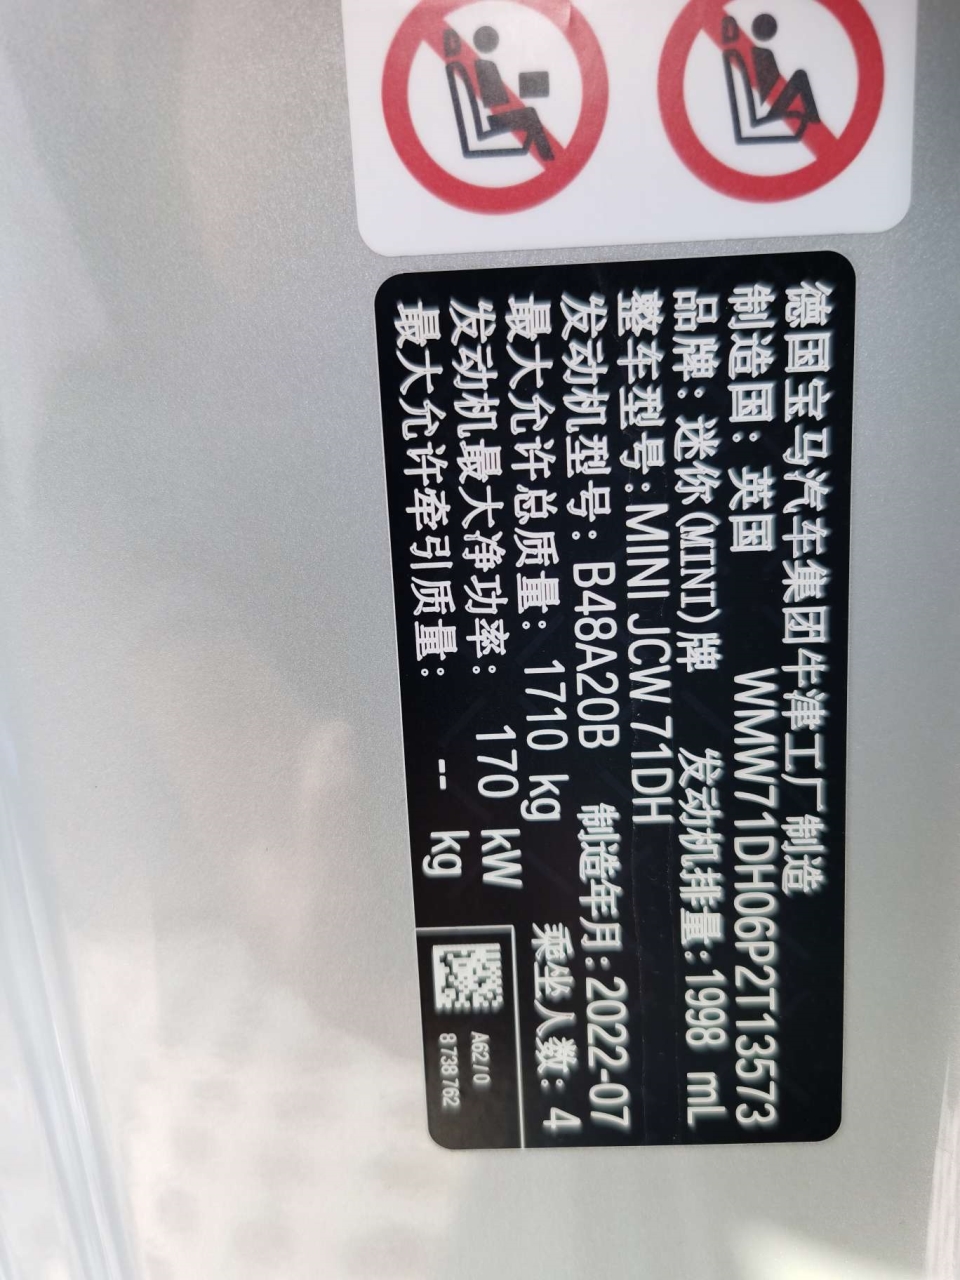 德国宝马汽车集团牛津工厂制造
制造国：英国 WMW71DH06P2T13573
品牌：迷你(MINI)牌 发动机排量：1998 mL
整车型号：MINI JCW 71DH
发动机型号：B48A20B 制造年月：2022-07
最大允许总质量：1710 kg 乘坐人数：4
发动机最大净功率：170 kW
最大允许牵引质量：-- kg
A62 / 0
8 738 762